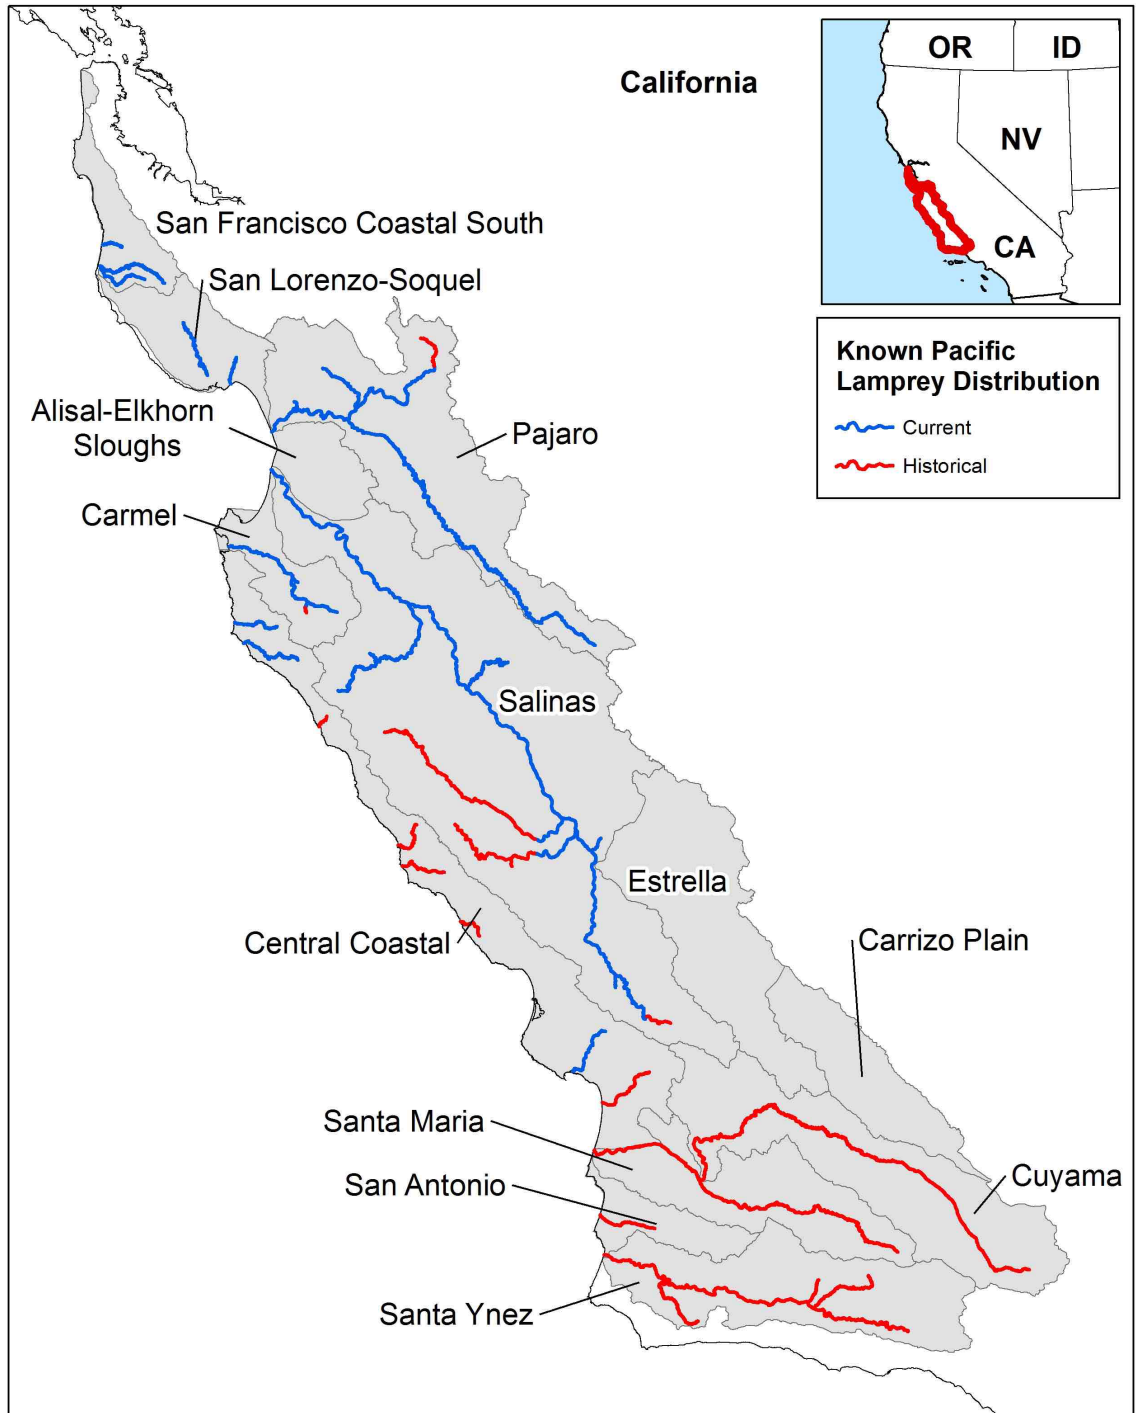 California
OR
ID
NV
CA
San Francisco Coastal South
San Lorenzo-Soquel
Known Pacific
Lamprey Distribution
Current
Historical
Alisal-Elkhorn
Sloughs
Pajaro
Carmel
Salinas
Estrella
Central Coastal
Carrizo Plain
Santa Maria
Cuyama
San Antonio
Santa Ynez